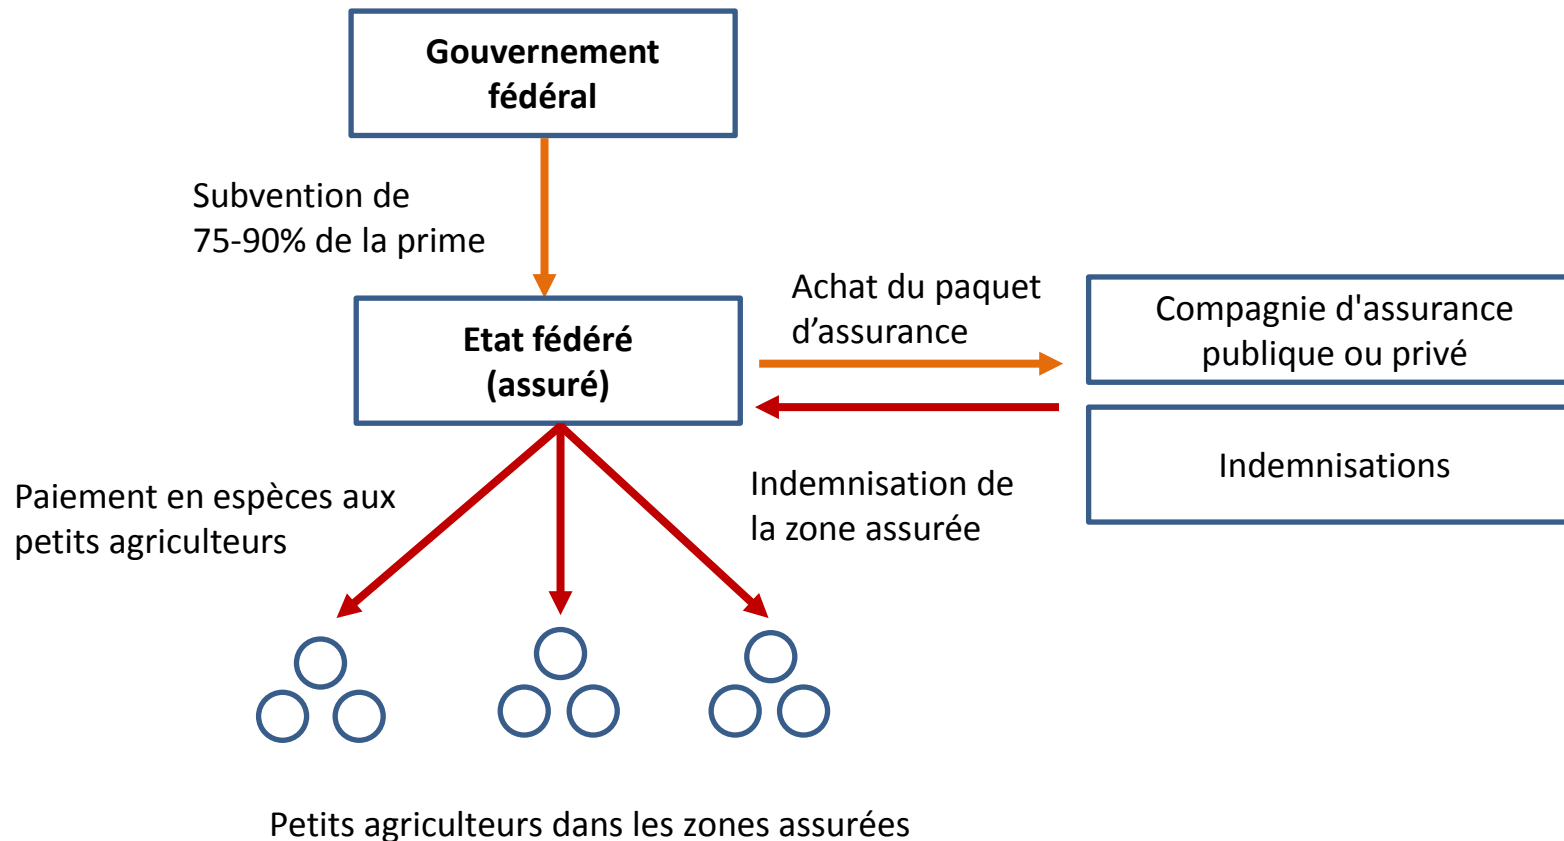 Gouvernement
fédéral
Subvention de
75-90% de la prime
Etat fédéré
(assuré)
Achat du paquet
d’assurance
Compagnie d'assurance
publique ou privé
Indemnisations
Indemnisation de
la zone assurée
Paiement en espèces aux
petits agriculteurs
Petits agriculteurs dans les zones assurées